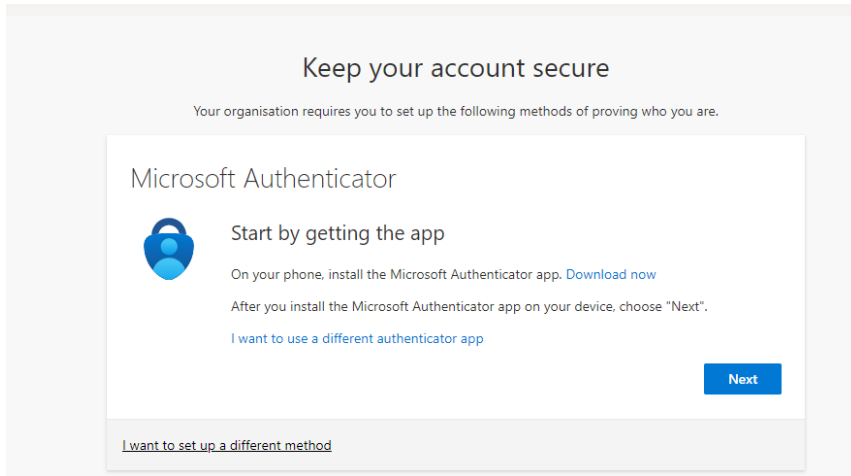 Keep your account secure
Your organisation requires you to set up the following methods of proving who you are.
Microsoft Authenticator
Start by getting the app
On your phone, install the Microsoft Authenticator app. Download now
After you install the Microsoft Authenticator app on your device, choose "Next".
I want to use a different authenticator app
Next
I want to set up a different method